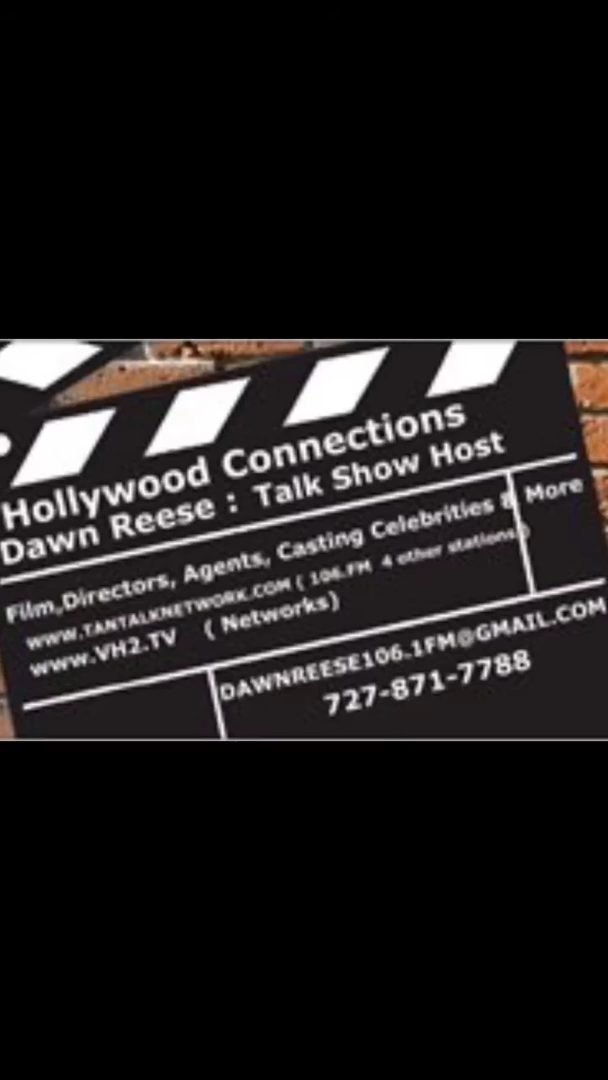 Hollywood Connections
Dawn Reese : Talk Show Host
Film,Directors, Agents, Casting Celebrities & More
WWW.TANTALKNETWORK.COM ( 106.FM 4 other stations)
WWW.VH2.TV ( Networks)
DAWNREESE106.1FM@GMAIL.COM
727-871-7788